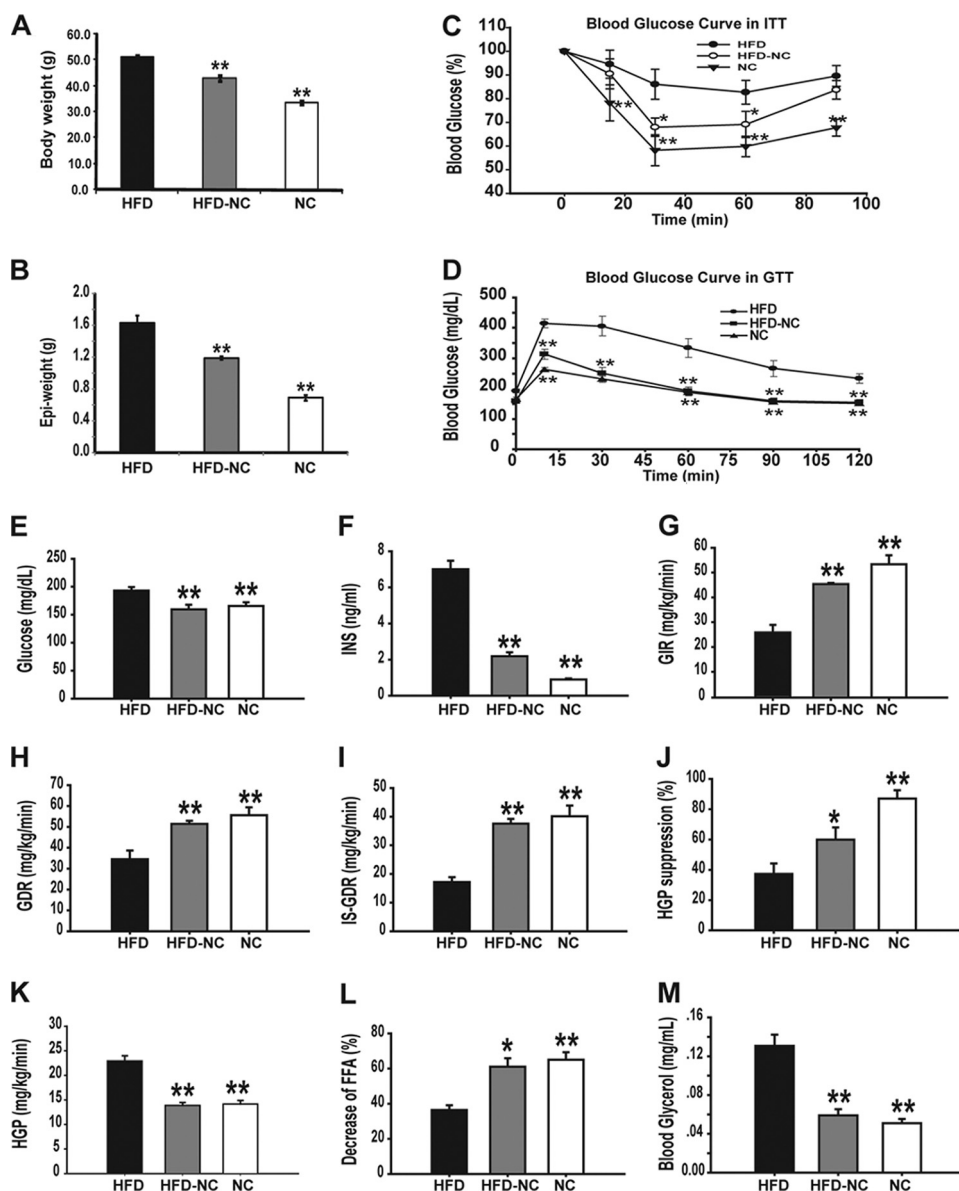 A
Body weight (g)
60.0
50.0
40.0
30.0
20.0
10.0
0.0
**
**
HFD HFD-NC NC
C
Blood Glucose Curve in ITT
HFD
HFD-NC
NC
Blood Glucose (%)
100
90
80
70
60
50
40
**
*
**
*
**
**
0 20 40 60 80 100
Time (min)
B
Epi-weight (g)
2.0
1.6
1.2
0.8
0.4
0.0
**
**
HFD HFD-NC NC
D
Blood Glucose Curve in GTT
HFD
HFD-NC
NC
Blood Glucose (mg/dL)
500
400
300
200
100
0
**
**
**
**
**
**
**
**
**
0 15 30 45 60 75 90 105 120
Time (min)
E
Glucose (mg/dL)
250
200
150
100
50
0
**
**
HFD HFD-NC NC
F
INS (ng/ml)
8
6
4
2
0
**
**
HFD HFD-NC NC
G
GIR (mg/kg/min)
60
50
40
30
20
10
0
**
**
HFD HFD-NC NC
H
GDR (mg/kg/min)
70
60
50
40
30
20
10
0
**
**
HFD HFD-NC NC
I
IS-GDR (mg/kg/min)
60
40
20
0
**
**
HFD HFD-NC NC
J
HGP suppression (%)
100
80
60
40
20
0
*
**
HFD HFD-NC NC
K
HGP (mg/kg/min)
30
25
20
15
10
5
0
**
**
HFD HFD-NC NC
L
Decrease of FFA (%)
80
60
40
20
0
*
**
HFD HFD-NC NC
M
Blood Glycerol (mg/mL)
.16
.12
.08
.04
0.00
**
**
HFD HFD-NC NC